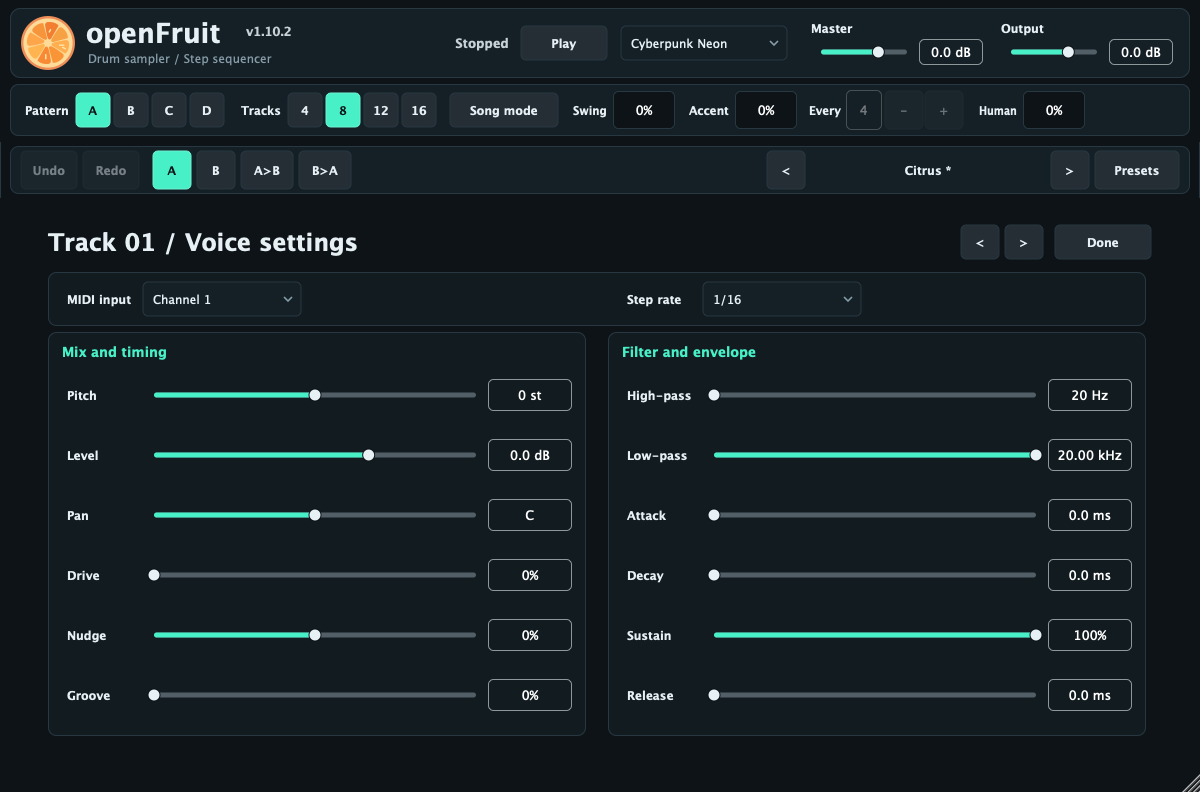 openFruit v1.10.2
Drum sampler / Step sequencer
Stopped Play Cyberpunk Neon Master 0.0 dB Output 0.0 dB
Pattern A B C D Tracks 4 8 12 16 Song mode Swing 0% Accent 0% Every 4 - + Human 0%
Undo Redo A B A>B B>A < Citrus * > Presets
Track 01 / Voice settings < > Done
MIDI input Channel 1 Step rate 1/16
Mix and timing
Pitch 0 st
Level 0.0 dB
Pan C
Drive 0%
Nudge 0%
Groove 0%
Filter and envelope
High-pass 20 Hz
Low-pass 20.00 kHz
Attack 0.0 ms
Decay 0.0 ms
Sustain 100%
Release 0.0 ms